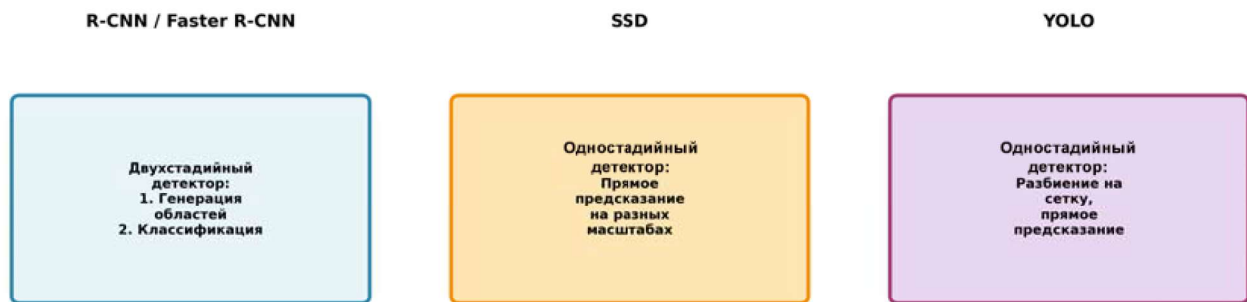 R-CNN / Faster R-CNN
SSD
YOLO
Двухстадийный
детектор:
1. Генерация
областей
2. Классификация
Одностадийный
детектор:
Прямое
предсказание
на разных
масштабах
Одностадийный
детектор:
Разбиение на
сетку,
прямое
предсказание